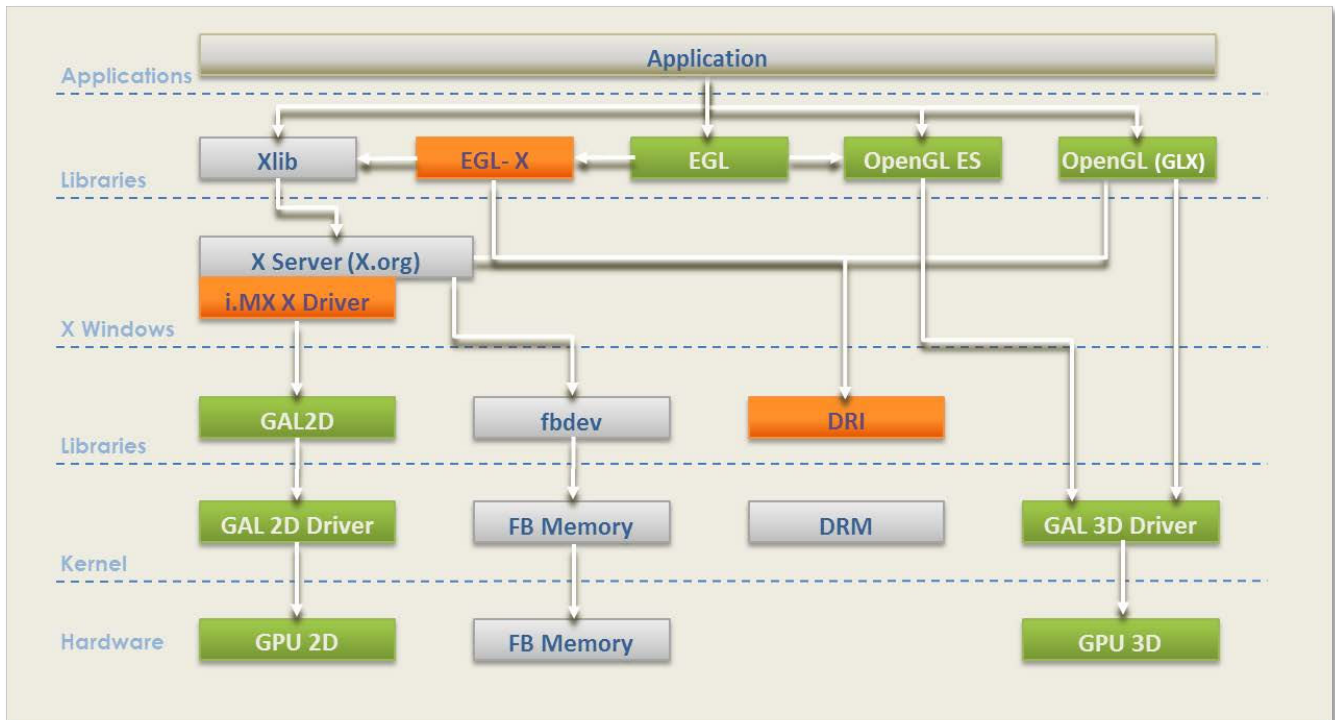 Application
Applications
Xlib
EGL- X
EGL
OpenGL ES
OpenGL (GLX)
Libraries
X Server (X.org)
i.MX X Driver
X Windows
GAL2D
fbdev
DRI
Libraries
GAL 2D Driver
FB Memory
DRM
GAL 3D Driver
Kernel
Hardware
GPU 2D
FB Memory
GPU 3D